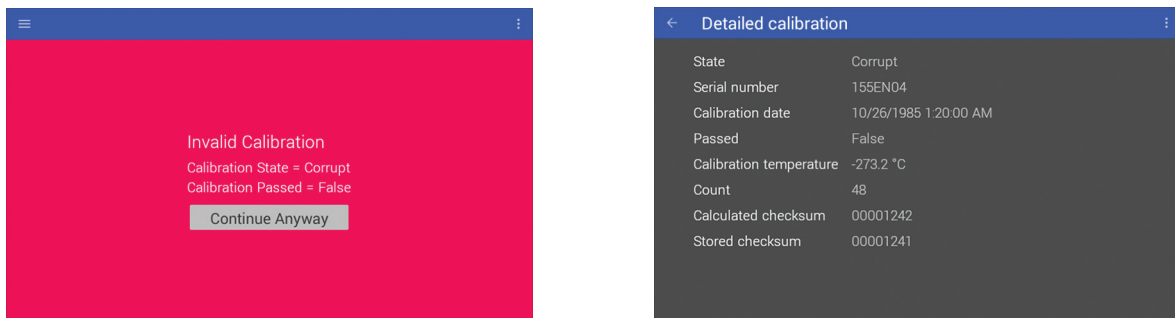 Invalid Calibration
Calibration State = Corrupt
Calibration Passed = False
Continue Anyway
Detailed calibration
State Corrupt
Serial number 155EN04
Calibration date 10/26/1985 1:20:00 AM
Passed False
Calibration temperature -273.2 °C
Count 48
Calculated checksum 00001242
Stored checksum 00001241